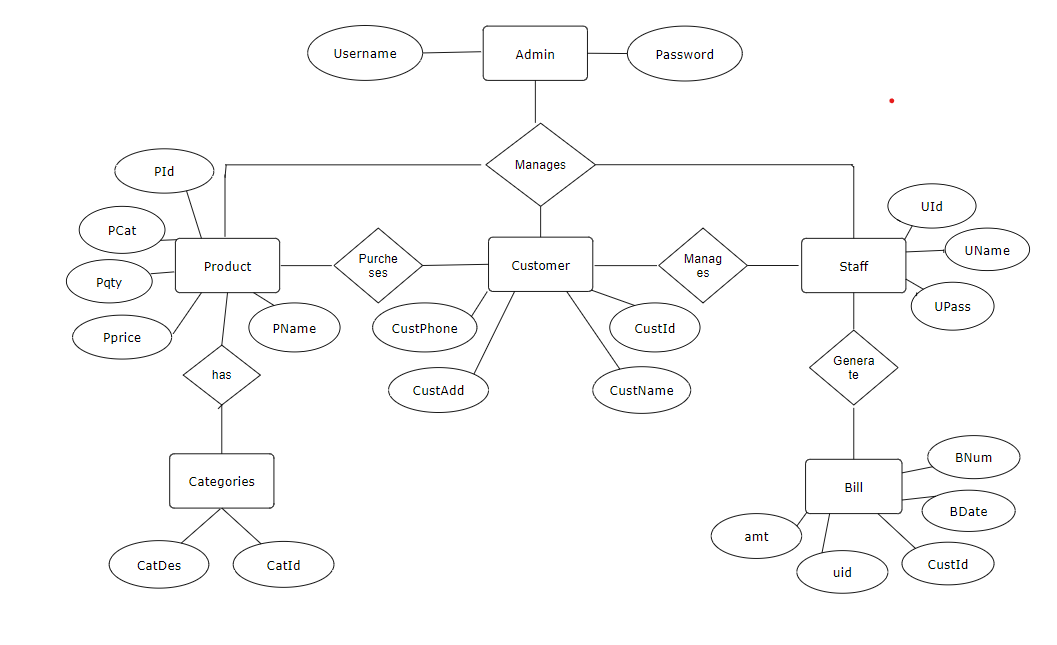 Username
Admin
Password
Manages
PId
PCat
Pqty
Pprice
Product
PName
Purche
ses
Customer
CustPhone
CustAdd
CustId
CustName
Manag
es
Staff
UId
UName
UPass
has
Genera
te
Categories
CatDes
CatId
Bill
BNum
BDate
CustId
uid
amt